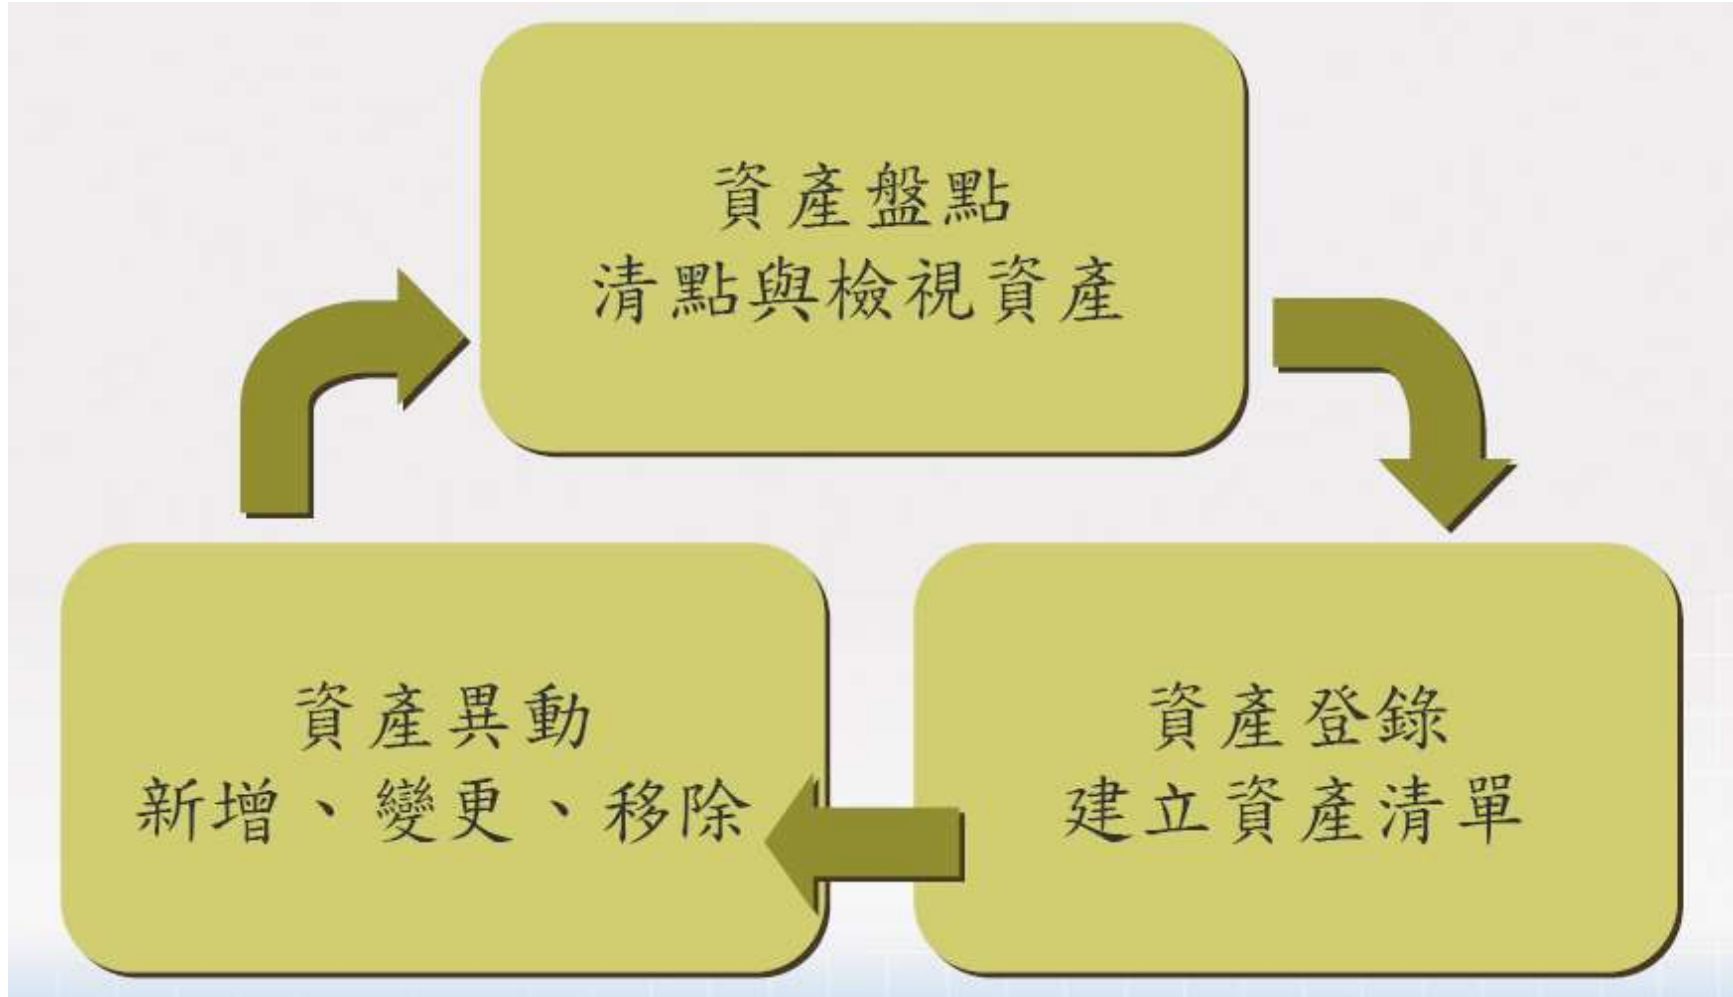 資產盤點
清點與檢視資產
資產異動
新增、變更、移除
資產登錄
建立資產清單